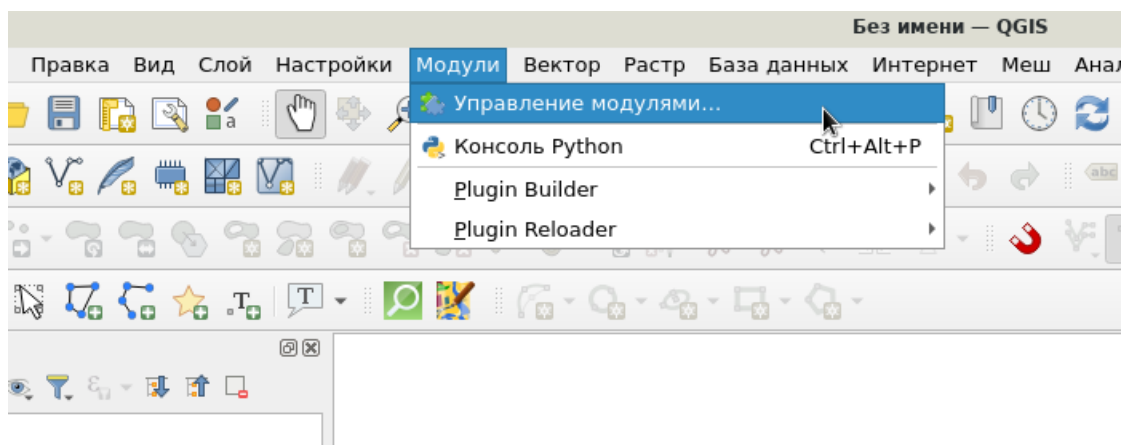 Без имени — QGIS
Правка Вид Слой Настройки Модули Вектор Растр База данных Интернет Меш
Управление модулями...
a
Консоль Python Ctrl+Alt+P
abc
Plugin Builder
Plugin Reloader
T T